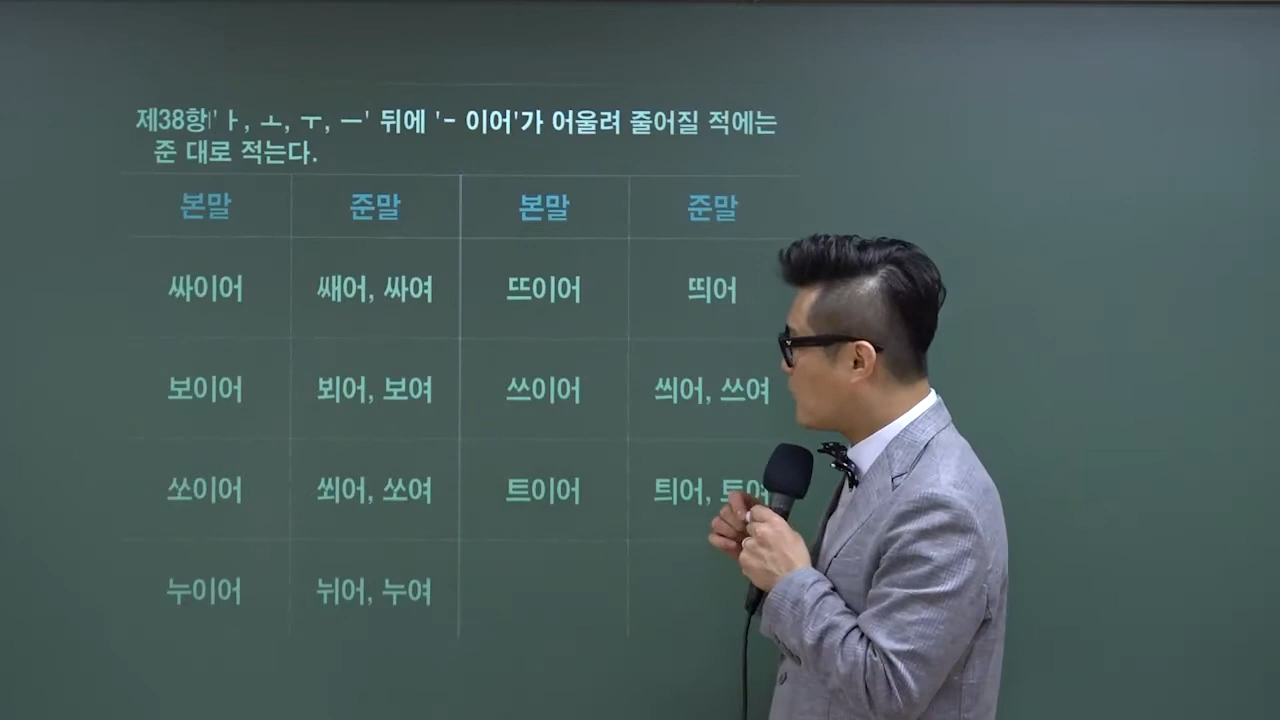 제38항 'ㅏ, ㅗ, ㅜ, ㅡ' 뒤에 '- 이어'가 어울려 줄어질 적에는
준 대로 적는다.
본말 준말 본말 준말
싸이어 쌔어, 싸여 뜨이어 띄어
보이어 뵈어, 보여 쓰이어 씌어, 쓰여
쏘이어 쐬어, 쏘여 트이어 틔어, 트여
누이어 뉘어, 누여